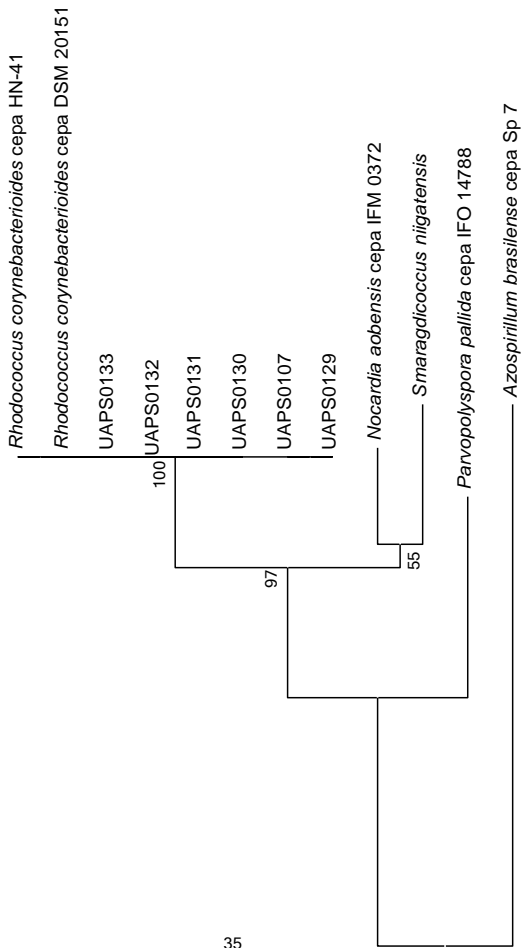 Rhodococcus corynebacterioides cepa HN-41
Rhodococcus corynebacterioides cepa DSM 20151
UAPS0133
UAPS0132
UAPS0131
UAPS0130
UAPS0107
UAPS0129
Nocardia aobensis cepa IFM 0372
Smaragdicoccus niigatensis
Parvopolyspora pallida cepa IFO 14788
Azospirillum brasilense cepa Sp 7
100
97
55
35